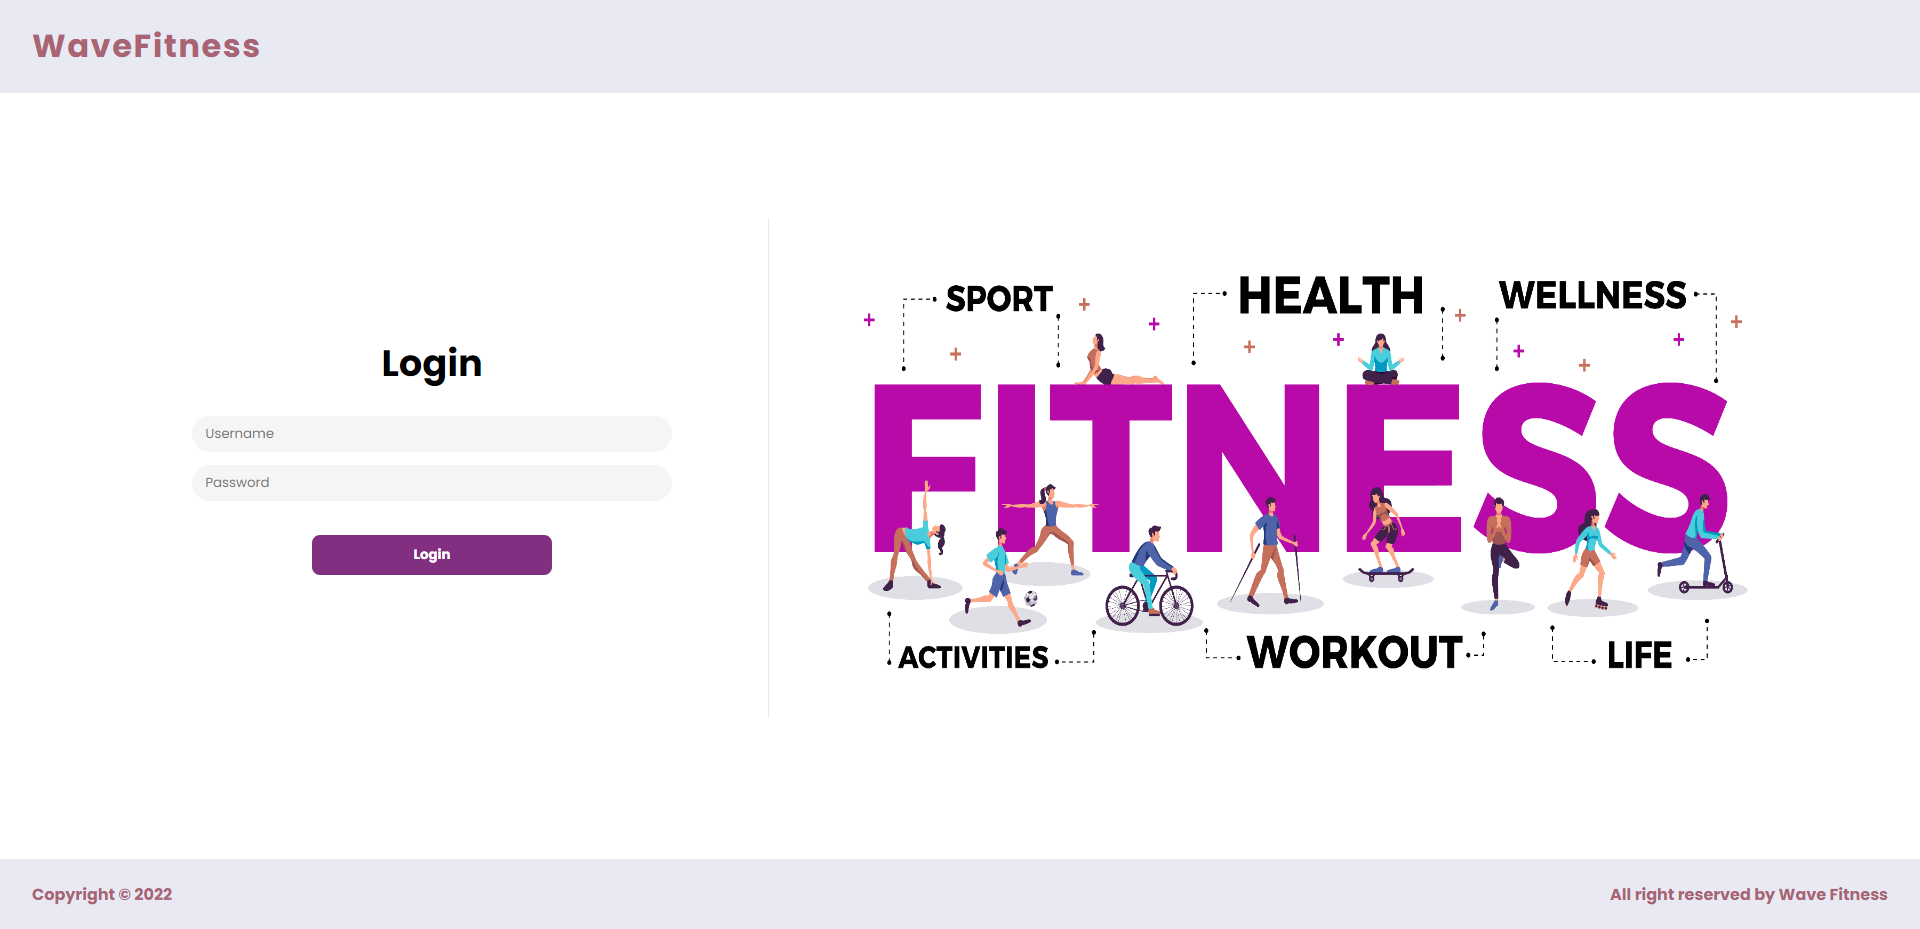 WaveFitness
Login
Username
Password
Login
SPORT
HEALTH
WELLNESS
FITNESS
ACTIVITIES
WORKOUT
LIFE
Copyright © 2022
All right reserved by Wave Fitness